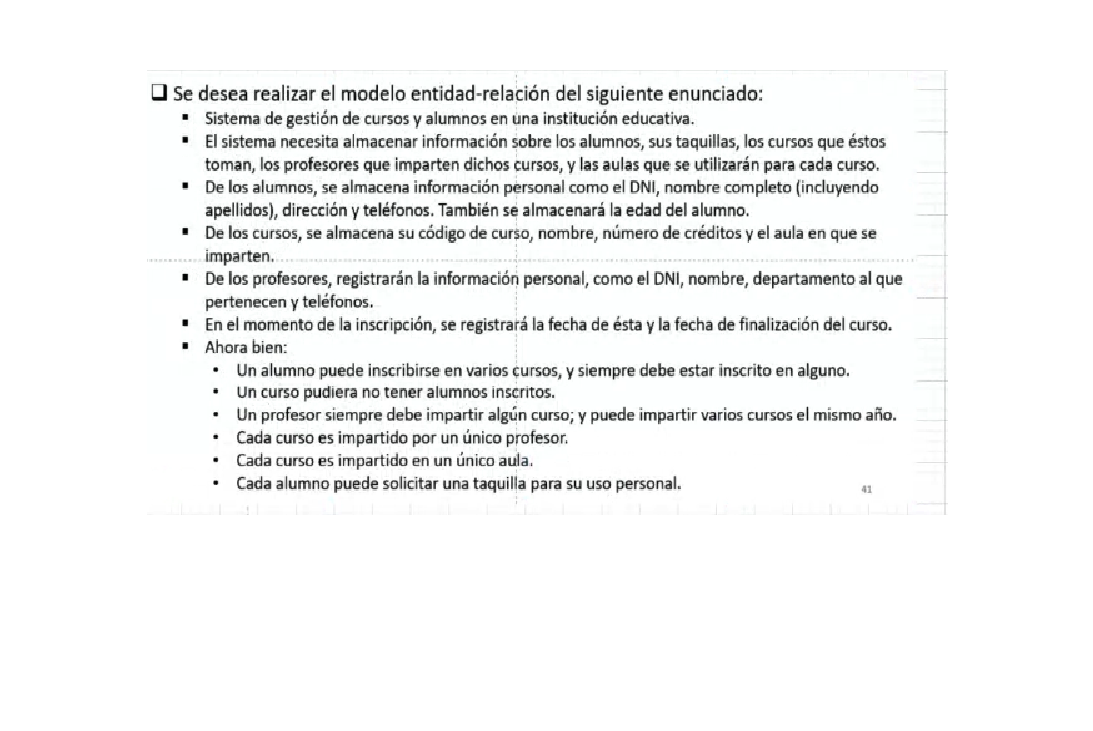 ❑ Se desea realizar el modelo entidad-relación del siguiente enunciado:
▪ Sistema de gestión de cursos y alumnos en una institución educativa.
▪ El sistema necesita almacenar información sobre los alumnos, sus taquillas, los cursos que éstos
toman, los profesores que imparten dichos cursos, y las aulas que se utilizarán para cada curso.
▪ De los alumnos, se almacena información personal como el DNI, nombre completo (incluyendo
apellidos), dirección y teléfonos. También se almacenará la edad del alumno.
▪ De los cursos, se almacena su código de curso, nombre, número de créditos y el aula en que se
imparten.
▪ De los profesores, registrarán la información personal, como el DNI, nombre, departamento al que
pertenecen y teléfonos.
▪ En el momento de la inscripción, se registrará la fecha de ésta y la fecha de finalización del curso.
▪ Ahora bien:
• Un alumno puede inscribirse en varios cursos, y siempre debe estar inscrito en alguno.
• Un curso pudiera no tener alumnos inscritos.
• Un profesor siempre debe impartir algún curso; y puede impartir varios cursos el mismo año.
• Cada curso es impartido por un único profesor.
• Cada curso es impartido en un único aula.
• Cada alumno puede solicitar una taquilla para su uso personal.
41